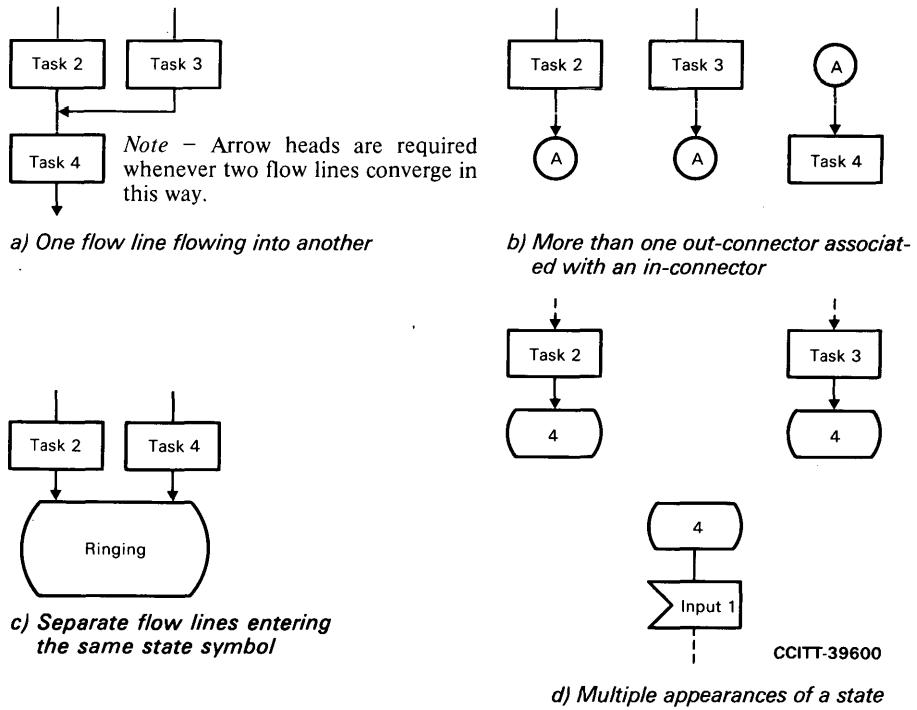 Task 2
Task 3
Task 4
Note – Arrow heads are required
whenever two flow lines converge in
this way.
a) One flow line flowing into another
Task 2
Task 3
A
A
A
Task 4
b) More than one out-connector associat-
ed with an in-connector
Task 2
Task 4
Ringing
c) Separate flow lines entering
the same state symbol
Task 2
Task 3
4
4
4
Input 1
CCITT-39600
d) Multiple appearances of a state